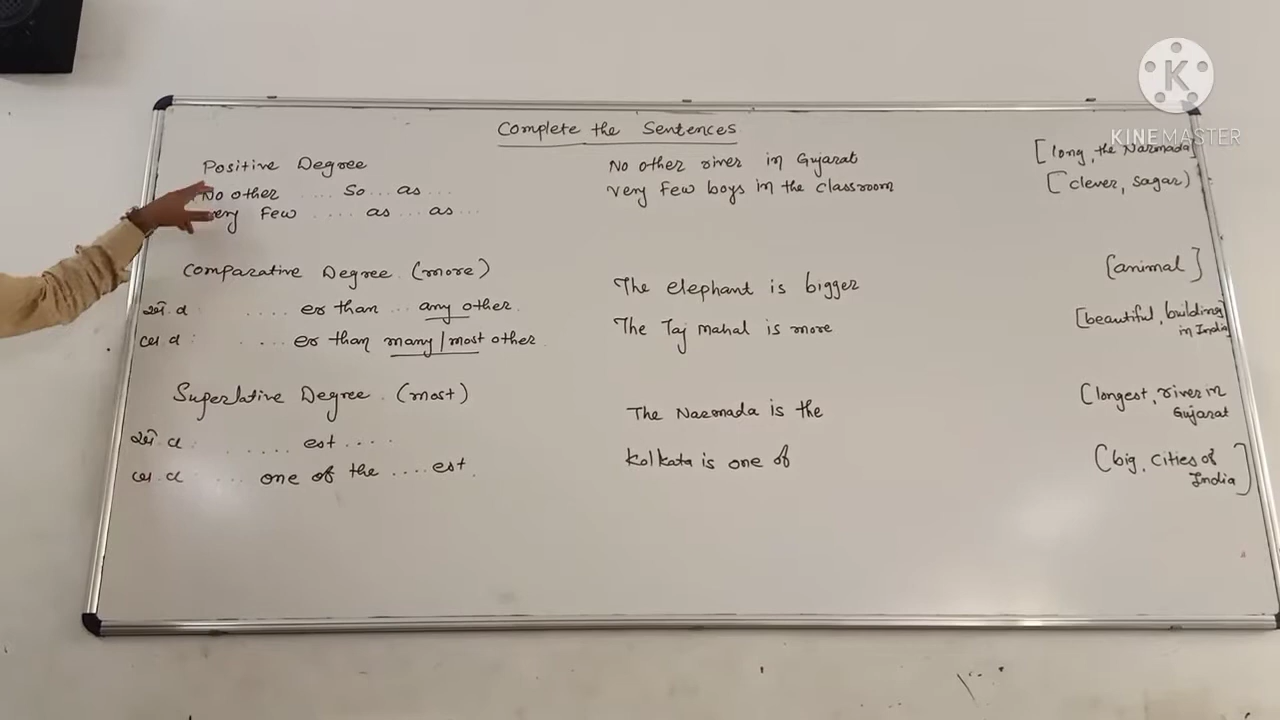 KINEMASTER
Complete the Sentences
Positive Degree
No other .... So ... as ...
very Few .... as ... as ...
Comparative Degree (more)
.... er than ... any other.
.... er than many/most other.
Superlative Degree (most)
.... est ....
.... one of the .... est.
No other river in Gujarat [long, the Narmada]
very Few boys in the classroom [clever, Sagar)
The elephant is bigger [animal]
The Taj Mahal is more [beautiful, building in India]
The Narmada is the [longest, river in Gujarat
Kolkata is one of [big, cities of India]